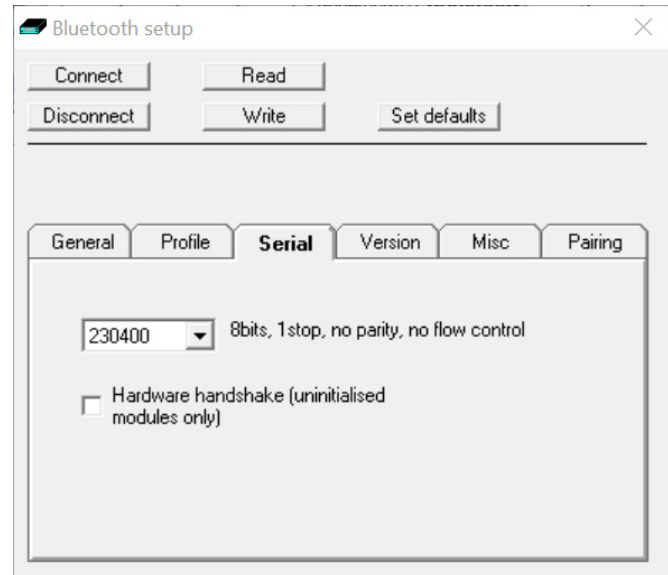 Bluetooth setup
Connect Read
Disconnect Write Set defaults
General Profile Serial Version Misc Pairing
230400 8bits, 1stop, no parity, no flow control
Hardware handshake (uninitialised
modules only)